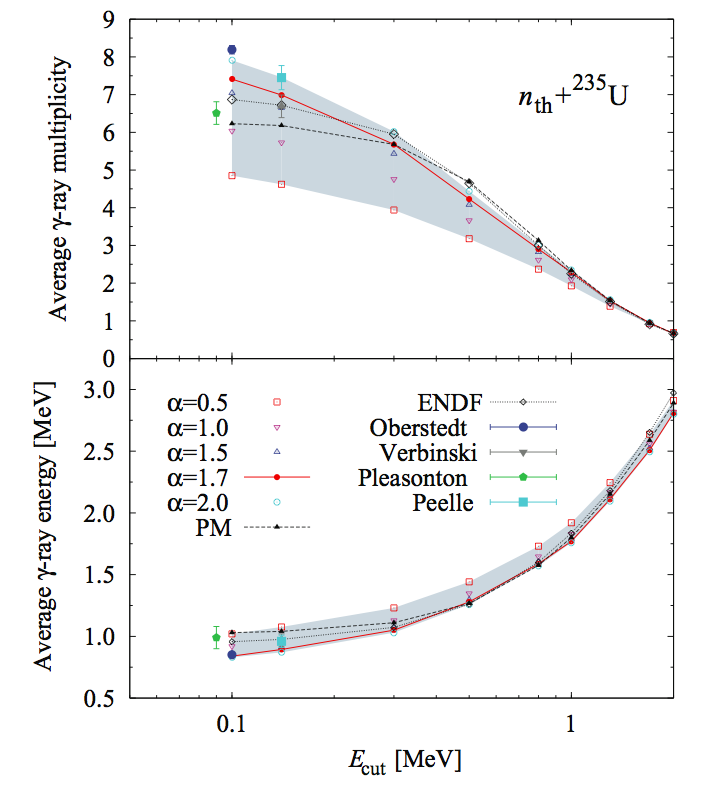 9
8
7
6
5
4
3
2
1
0
Average γ-ray multiplicity
nth+235U
3.0
2.5
2.0
1.5
1.0
0.5
Average γ-ray energy [MeV]
α=0.5
α=1.0
α=1.5
α=1.7
α=2.0
PM
ENDF
Oberstedt
Verbinski
Pleasonton
Peelle
0.1
1
Ecut [MeV]